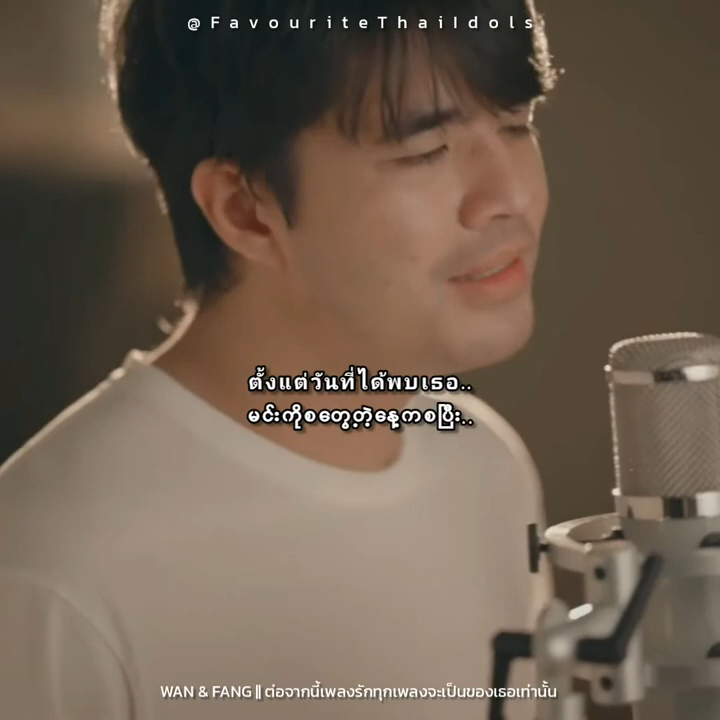 @FavouriteThaiIdols
ตั้งแต่วันที่ได้พบเธอ..
မင်းကိုစတွေ့တဲ့နေ့ကစပြီး..
WAN & FANG || ต่อจากนี้เพลงรักทุกเพลงจะเป็นของเธอเท่านั้น